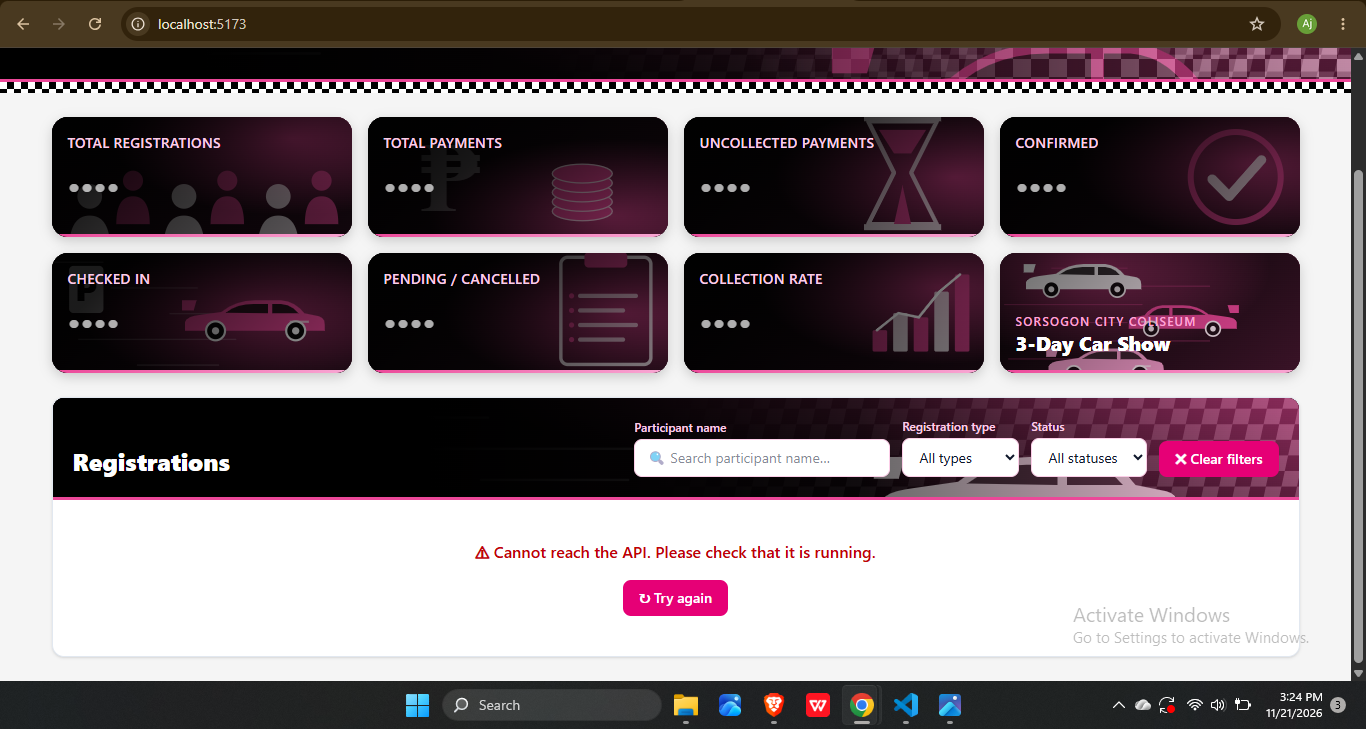 localhost:5173
Aj
TOTAL REGISTRATIONS
TOTAL PAYMENTS
UNCOLLECTED PAYMENTS
CONFIRMED
●●●●
●●●●
●●●●
●●●●
₱
CHECKED IN
PENDING / CANCELLED
COLLECTION RATE
P
●●●●
●●●●
●●●●
SORSOGON CITY COLISEUM
3-Day Car Show
Registrations
Participant name
Registration type
Status
🔍 Search participant name...
All types
All statuses
✕ Clear filters
⚠ Cannot reach the API. Please check that it is running.
↻ Try again
Activate Windows
Go to Settings to activate Windows.
Search
W
3:24 PM
11/21/2026
3